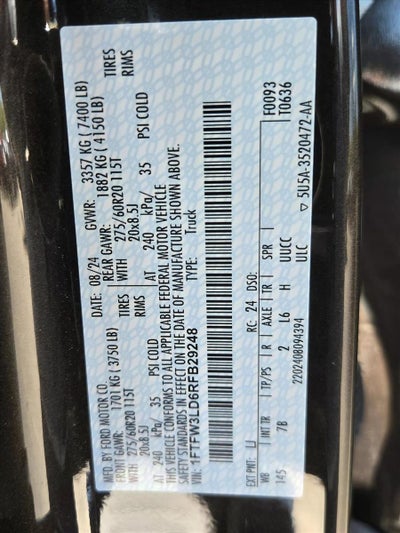 MFD. BY FORD MOTOR CO.
DATE: 08/24 GVWR: 3357 KG (7400 LB)
FRONT GAWR: 1701 KG (3750 LB) REAR GAWR: 1882 KG (4150 LB)
WITH 275/60R20 115T TIRES WITH 275/60R20 115T TIRES
20x8.5J RIMS 20x8.5J RIMS
AT 240 kPa/ 35 PSI COLD AT 240 kPa/ 35 PSI COLD
THIS VEHICLE CONFORMS TO ALL APPLICABLE FEDERAL MOTOR VEHICLE
SAFETY STANDARDS IN EFFECT ON THE DATE OF MANUFACTURE SHOWN ABOVE.
VIN: 1FTFW3LD6RFB29248 TYPE: Truck
F0093
T0636
EXT PNT: RC: 24 DSO:
WB INT TR TP/PS R AXLE TR SPR
145 7B 2 L6 H UUCC
2202408094394 ULC
▽ 5U5A-3520472-AA